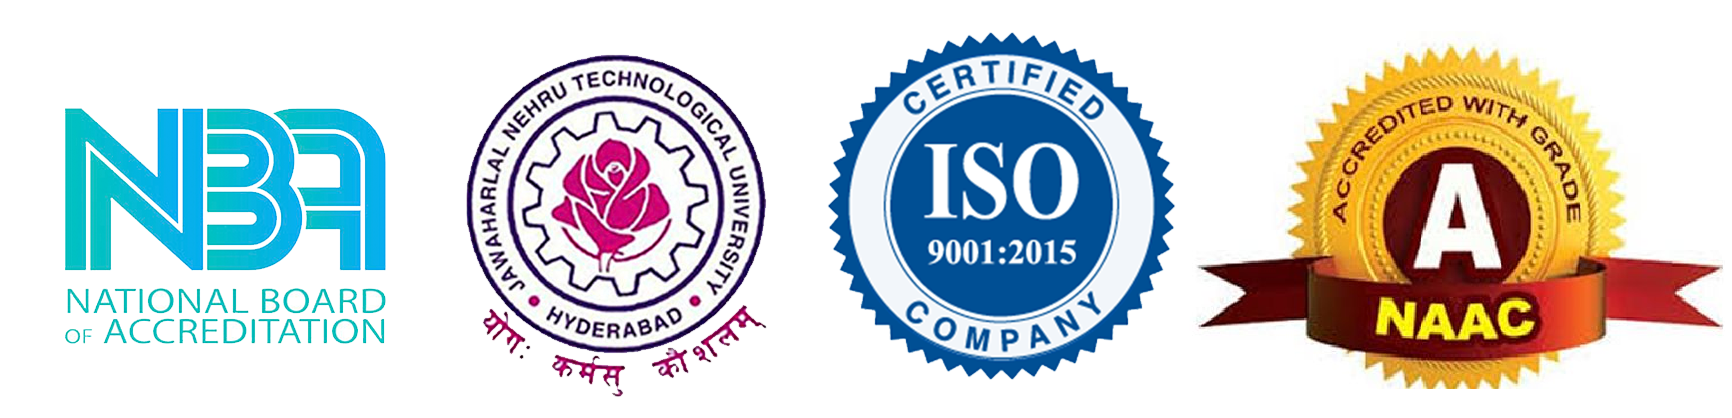 NBA
NATIONAL BOARD
OF ACCREDITATION
JAWAHARLAL NEHRU TECHNOLOGICAL UNIVERSITY
HYDERABAD
योगः कर्मसु कौशलम्
CERTIFIED
ISO
9001:2015
COMPANY
ACCREDITED WITH GRADE
A
NAAC